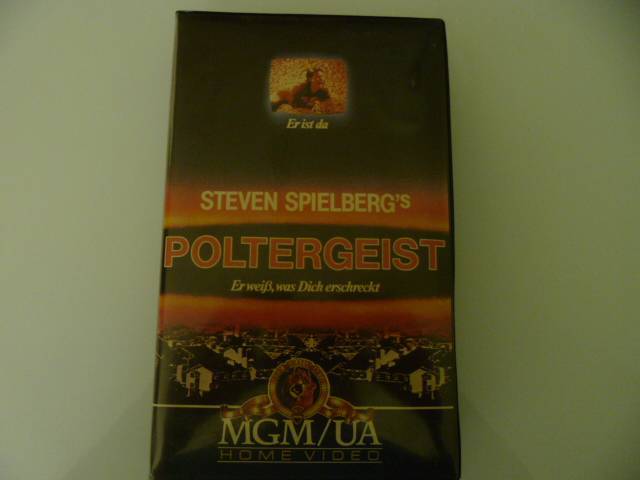 Er ist da
STEVEN SPIELBERG's
POLTERGEIST
Er weiß, was Dich erschreckt
MGM/UA
HOME VIDEO